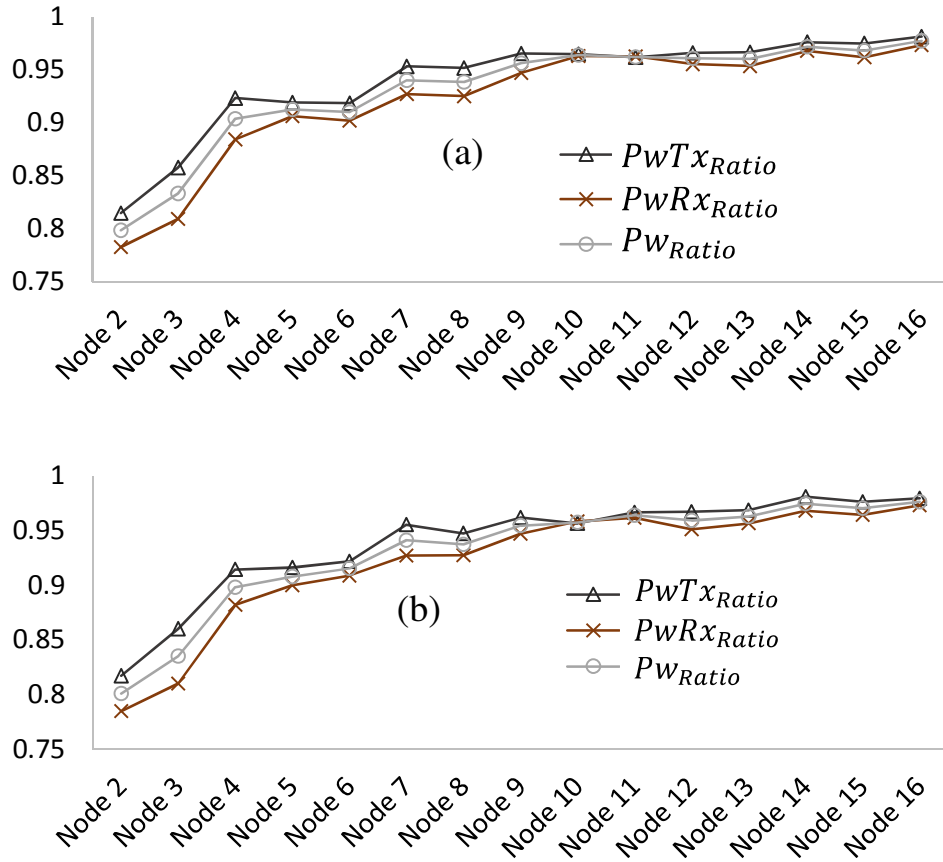 1
0.95
0.9
0.85
0.8
0.75
(a)
PwTx_Ratio
PwRx_Ratio
Pw_Ratio
Node 2
Node 3
Node 4
Node 5
Node 6
Node 7
Node 8
Node 9
Node 10
Node 11
Node 12
Node 13
Node 14
Node 15
Node 16
1
0.95
0.9
0.85
0.8
0.75
(b)
PwTx_Ratio
PwRx_Ratio
Pw_Ratio
Node 2
Node 3
Node 4
Node 5
Node 6
Node 7
Node 8
Node 9
Node 10
Node 11
Node 12
Node 13
Node 14
Node 15
Node 16